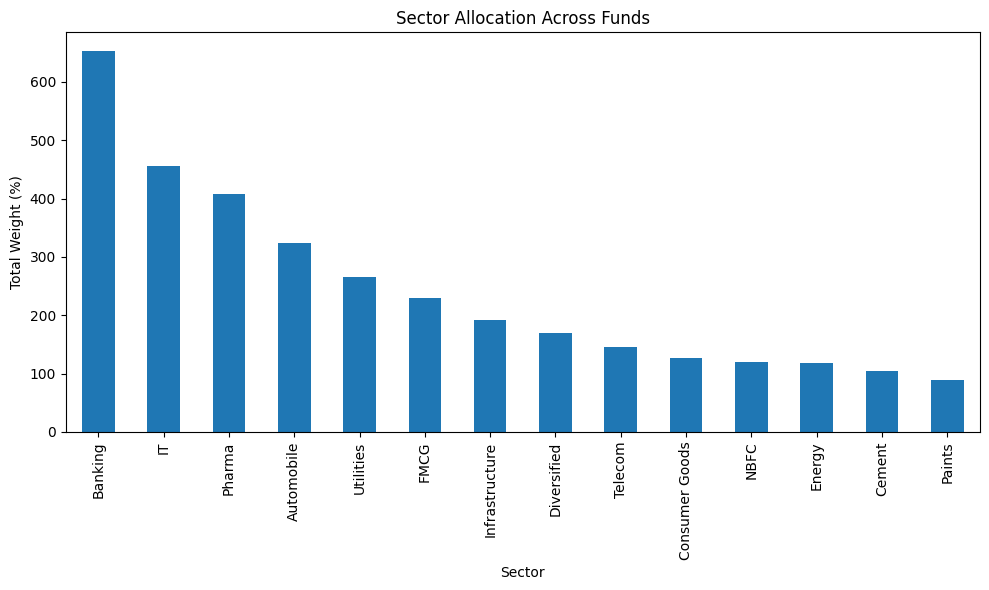 Sector Allocation Across Funds
Total Weight (%)
600
500
400
300
200
100
0
Banking
IT
Pharma
Automobile
Utilities
FMCG
Infrastructure
Diversified
Telecom
Consumer Goods
NBFC
Energy
Cement
Paints
Sector